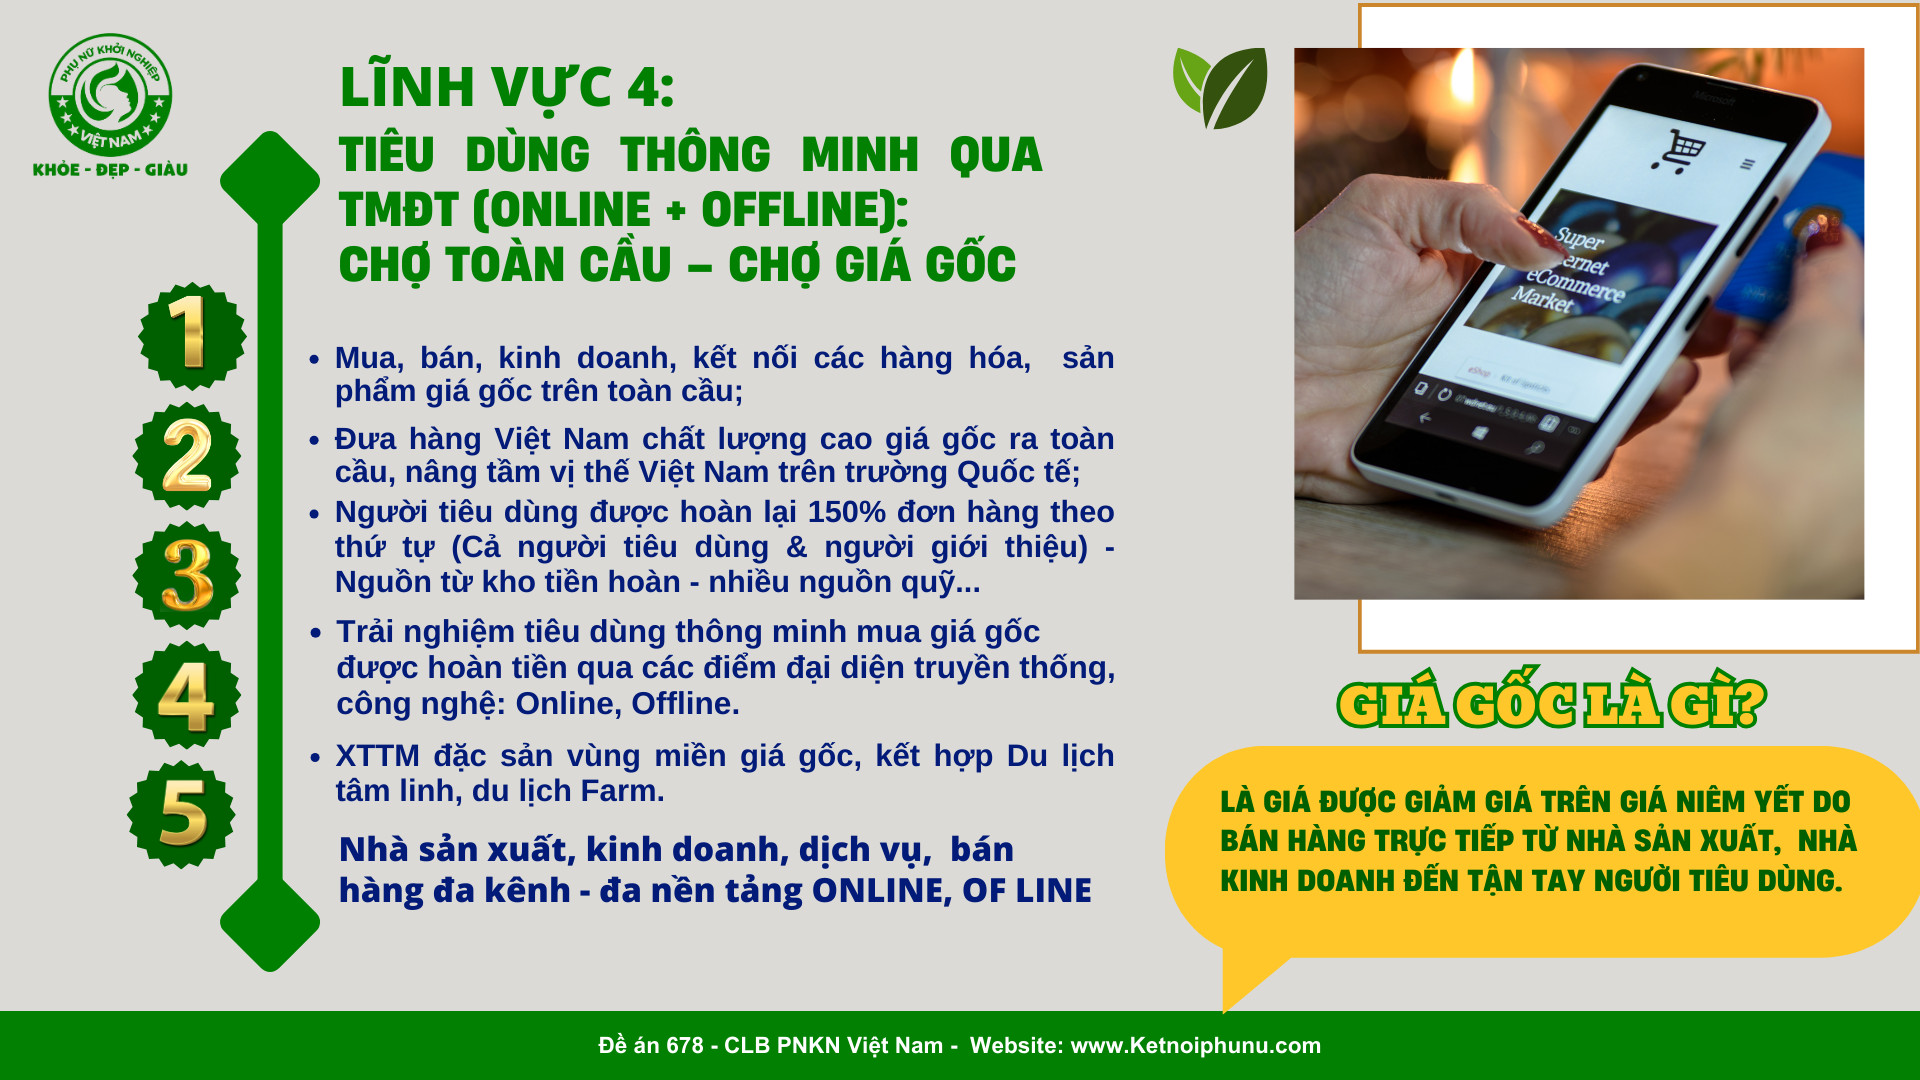 PHỤ NỮ KHỞI NGHIỆP
VIỆT NAM
KHỎE - ĐẸP - GIÀU
LĨNH VỰC 4:
TIÊU DÙNG THÔNG MINH QUA
TMĐT (ONLINE + OFFLINE):
CHỢ TOÀN CẦU – CHỢ GIÁ GỐC
1
2
3
4
5
• Mua, bán, kinh doanh, kết nối các hàng hóa, sản
phẩm giá gốc trên toàn cầu;
• Đưa hàng Việt Nam chất lượng cao giá gốc ra toàn
cầu, nâng tầm vị thế Việt Nam trên trường Quốc tế;
• Người tiêu dùng được hoàn lại 150% đơn hàng theo
thứ tự (Cả người tiêu dùng & người giới thiệu) -
Nguồn từ kho tiền hoàn - nhiều nguồn quỹ...
• Trải nghiệm tiêu dùng thông minh mua giá gốc
được hoàn tiền qua các điểm đại diện truyền thống,
công nghệ: Online, Offline.
• XTTM đặc sản vùng miền giá gốc, kết hợp Du lịch
tâm linh, du lịch Farm.
Nhà sản xuất, kinh doanh, dịch vụ, bán
hàng đa kênh - đa nền tảng ONLINE, OF LINE
Microsoft
Super
eCommerce
Market
GIÁ GỐC LÀ GÌ?
LÀ GIÁ ĐƯỢC GIẢM GIÁ TRÊN GIÁ NIÊM YẾT DO
BÁN HÀNG TRỰC TIẾP TỪ NHÀ SẢN XUẤT, NHÀ
KINH DOANH ĐẾN TẬN TAY NGƯỜI TIÊU DÙNG.
Đề án 678 - CLB PNKN Việt Nam - Website: www.Ketnoiphunu.com